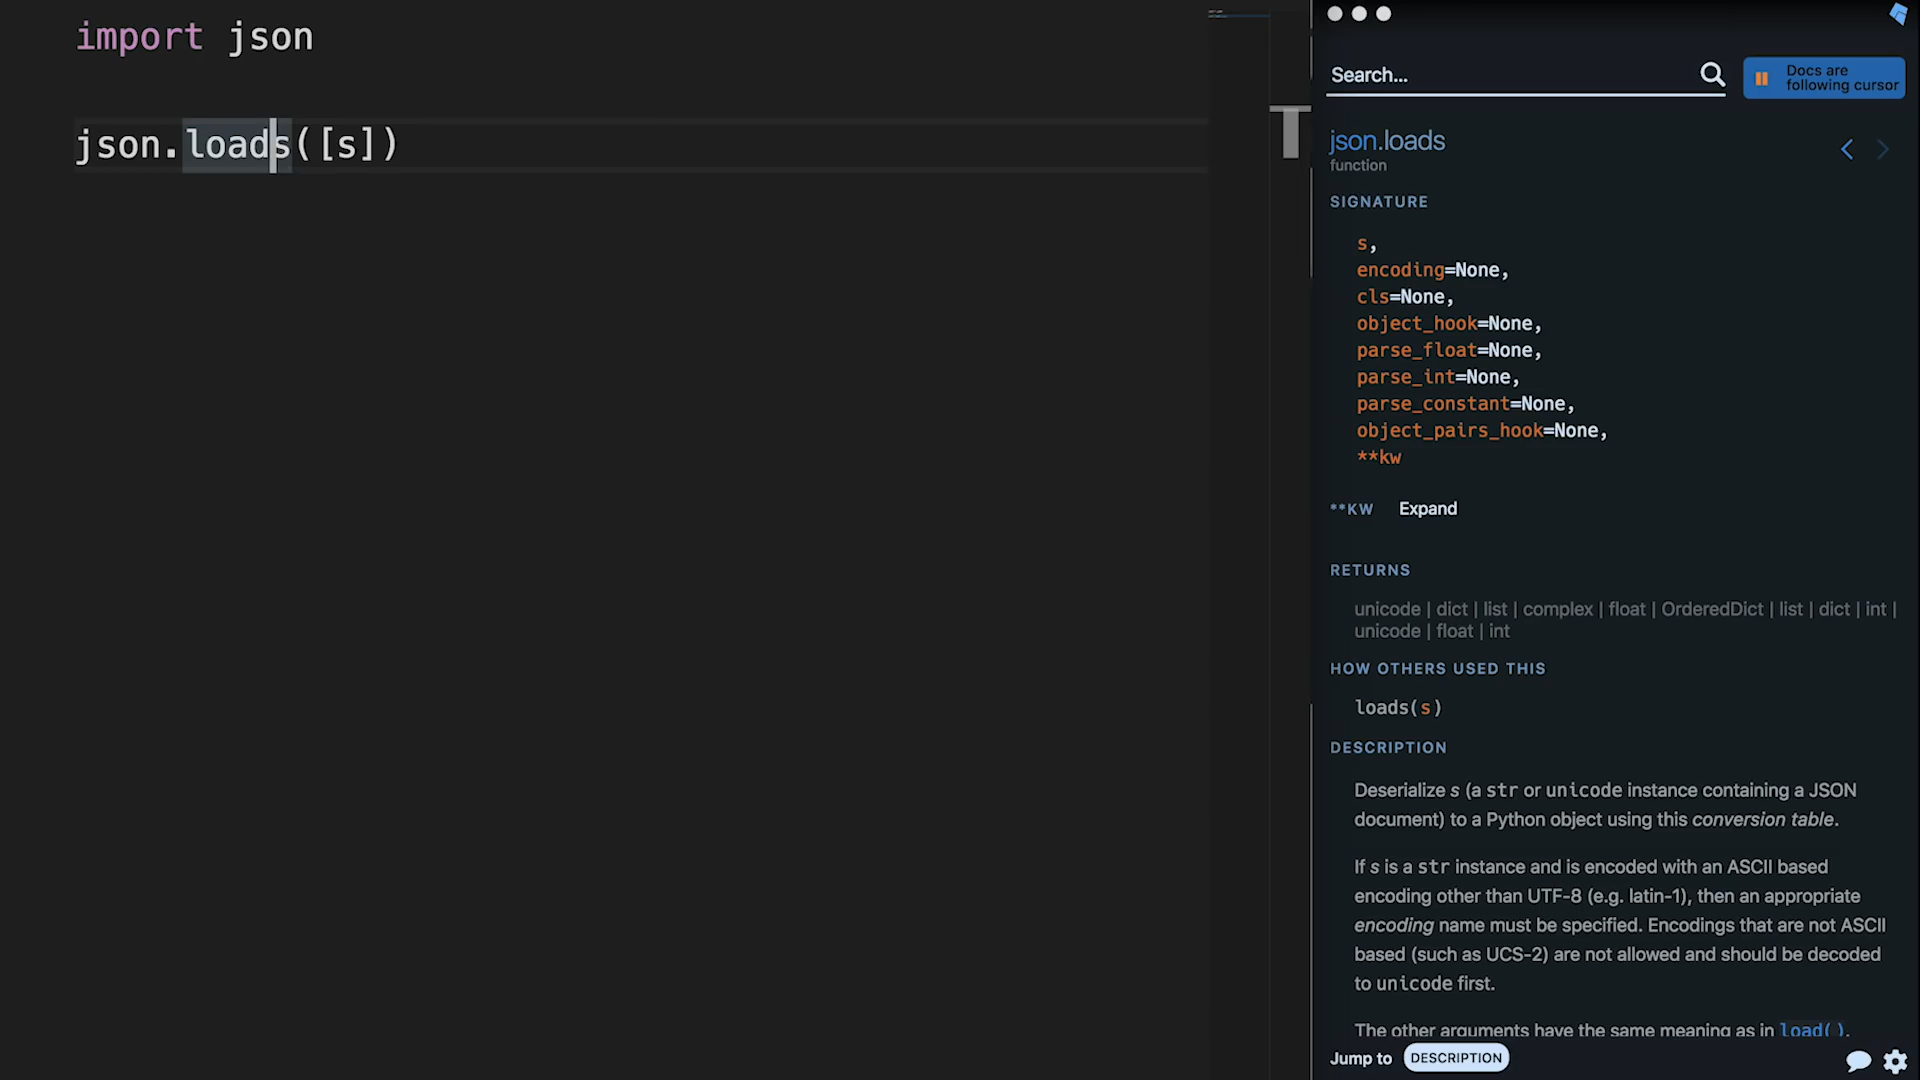 import json
json.loads([s])
Search...
Docs are
following cursor
json.loads
function
SIGNATURE
s,
encoding=None,
cls=None,
object_hook=None,
parse_float=None,
parse_int=None,
parse_constant=None,
object_pairs_hook=None,
**kw
**KW Expand
RETURNS
unicode | dict | list | complex | float | OrderedDict | list | dict | int |
unicode | float | int
HOW OTHERS USED THIS
loads(s)
DESCRIPTION
Deserialize s (a str or unicode instance containing a JSON
document) to a Python object using this conversion table.
If s is a str instance and is encoded with an ASCII based
encoding other than UTF-8 (e.g. latin-1), then an appropriate
encoding name must be specified. Encodings that are not ASCII
based (such as UCS-2) are not allowed and should be decoded
to unicode first.
The other arguments have the same meaning as in load().
Jump to DESCRIPTION